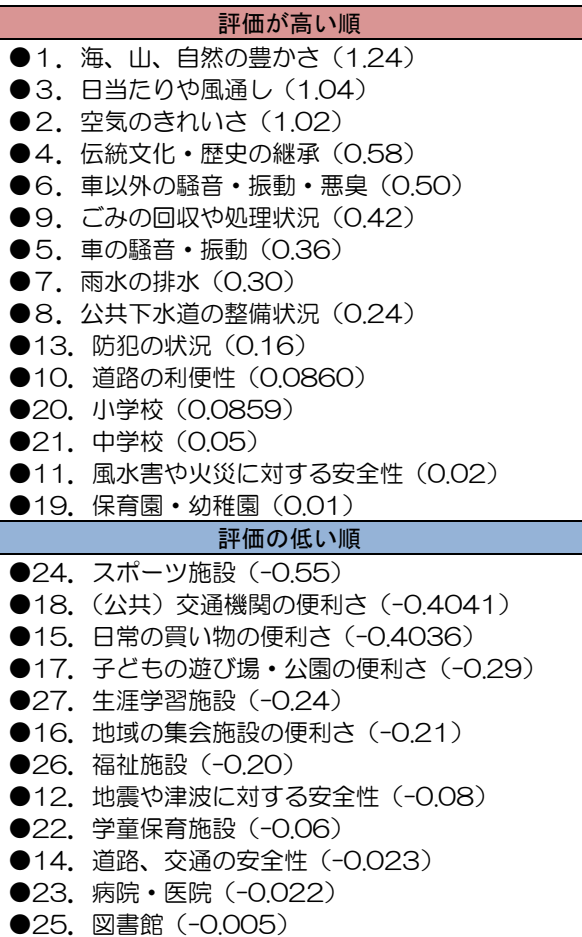 評価が高い順
●1．海、山、自然の豊かさ（1.24）
●3．日当たりや風通し（1.04）
●2．空気のきれいさ（1.02）
●4．伝統文化・歴史の継承（0.58）
●6．車以外の騒音・振動・悪臭（0.50）
●9．ごみの回収や処理状況（0.42）
●5．車の騒音・振動（0.36）
●7．雨水の排水（0.30）
●8．公共下水道の整備状況（0.24）
●13．防犯の状況（0.16）
●10．道路の利便性（0.0860）
●20．小学校（0.0859）
●21．中学校（0.05）
●11．風水害や火災に対する安全性（0.02）
●19．保育園・幼稚園（0.01）
評価の低い順
●24．スポーツ施設（-0.55）
●18．（公共）交通機関の便利さ（-0.4041）
●15．日常の買い物の便利さ（-0.4036）
●17．子どもの遊び場・公園の便利さ（-0.29）
●27．生涯学習施設（-0.24）
●16．地域の集会施設の便利さ（-0.21）
●26．福祉施設（-0.20）
●12．地震や津波に対する安全性（-0.08）
●22．学童保育施設（-0.06）
●14．道路、交通の安全性（-0.023）
●23．病院・医院（-0.022）
●25．図書館（-0.005）